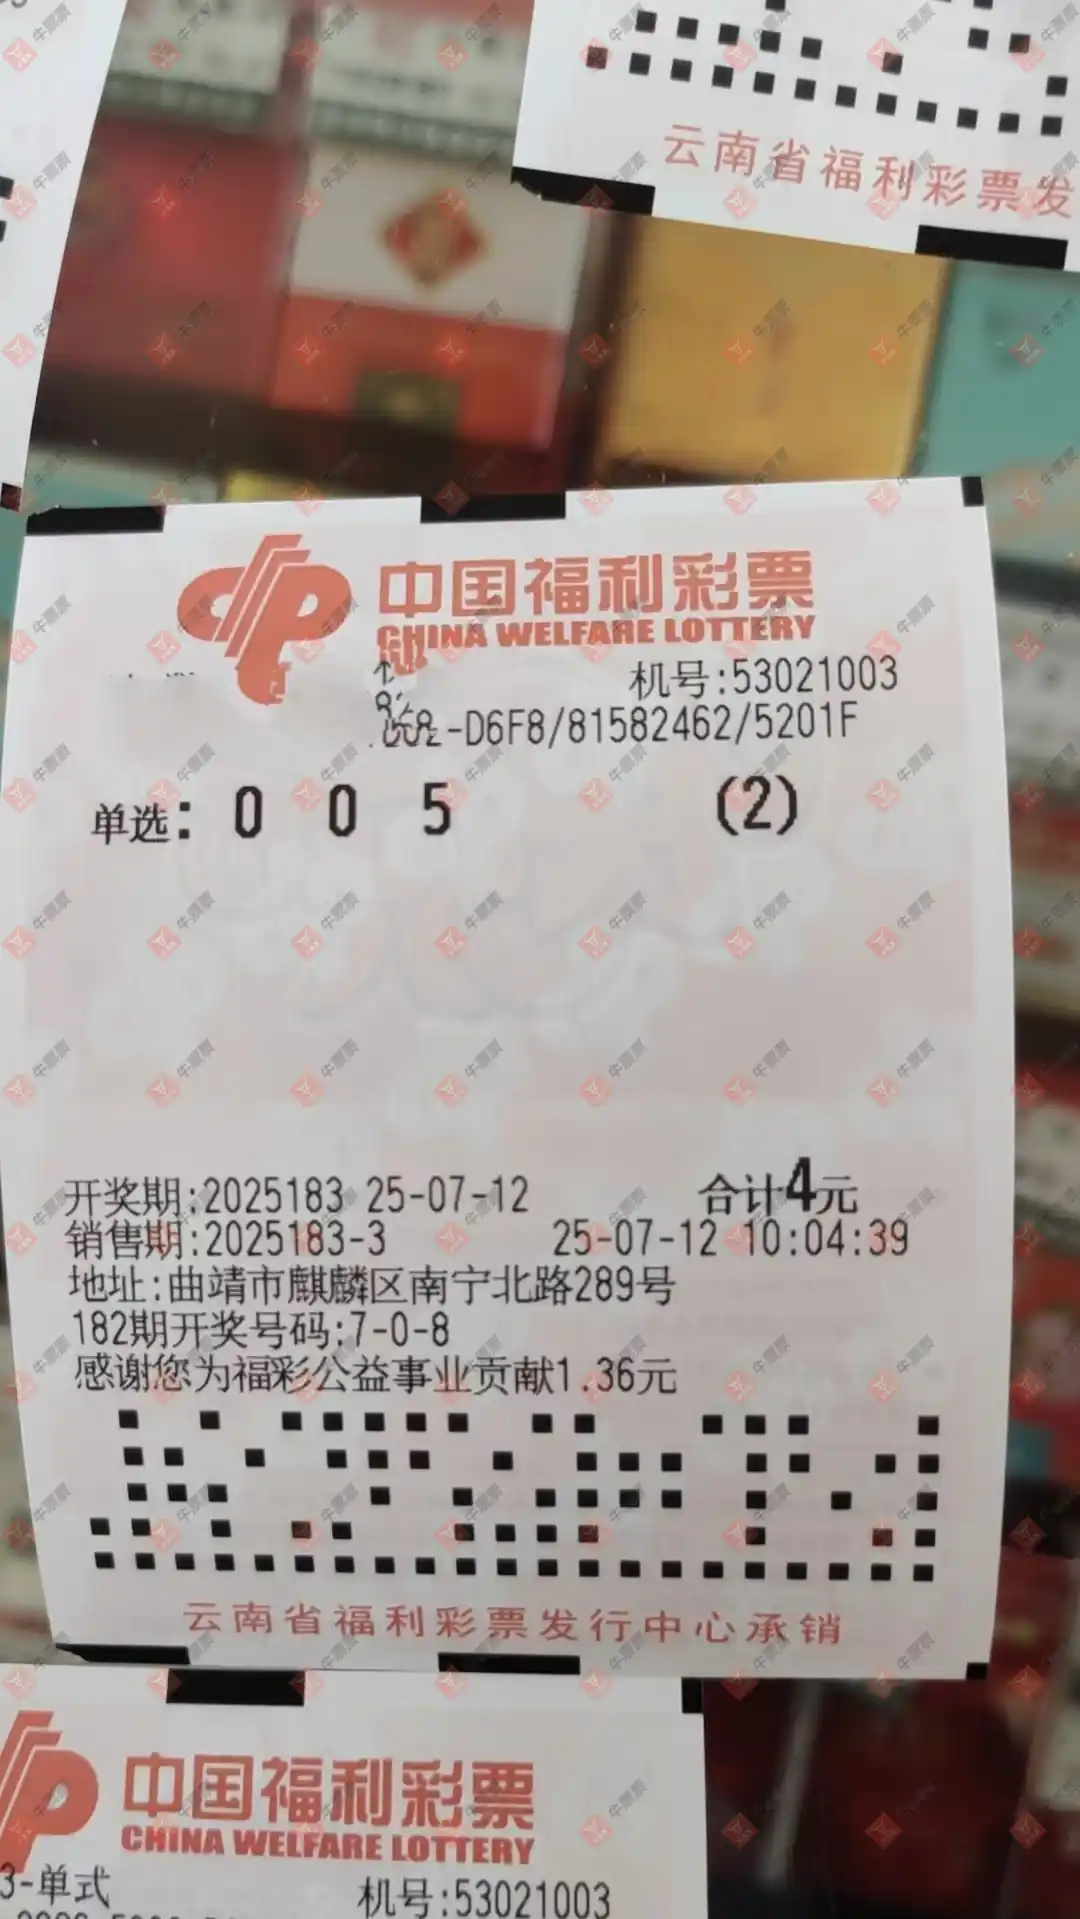 云南省福利彩票发
中国福利彩票
CHINA WELFARE LOTTERY
机号:53021003
-D6F8/81582462/5201F
单选: 0 0 5 (2)
开奖期:2025183 25-07-12 合计4元
销售期:2025183-3 25-07-12 10:04:39
地址:曲靖市麒麟区南宁北路289号
182期开奖号码:7-0-8
感谢您为福彩公益事业贡献1.36元
云南省福利彩票发行中心承销
中国福利彩票
CHINA WELFARE LOTTERY
3-单式 机号:53021003
牛票票